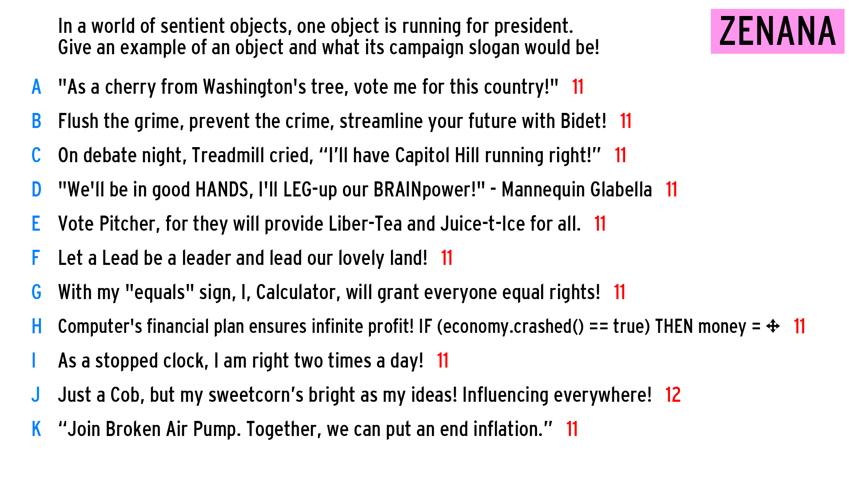 In a world of sentient objects, one object is running for president.
Give an example of an object and what its campaign slogan would be!
ZENANA
A "As a cherry from Washington's tree, vote me for this country!" 11
B Flush the grime, prevent the crime, streamline your future with Bidet! 11
C On debate night, Treadmill cried, “I’ll have Capitol Hill running right!” 11
D "We'll be in good HANDS, I'll LEG-up our BRAINpower!" - Mannequin Glabella 11
E Vote Pitcher, for they will provide Liber-Tea and Juice-t-Ice for all. 11
F Let a Lead be a leader and lead our lovely land! 11
G With my "equals" sign, I, Calculator, will grant everyone equal rights! 11
H Computer's financial plan ensures infinite profit! IF (economy.crashed() == true) THEN money = ✢ 11
I As a stopped clock, I am right two times a day! 11
J Just a Cob, but my sweetcorn’s bright as my ideas! Influencing everywhere! 12
K “Join Broken Air Pump. Together, we can put an end inflation.” 11